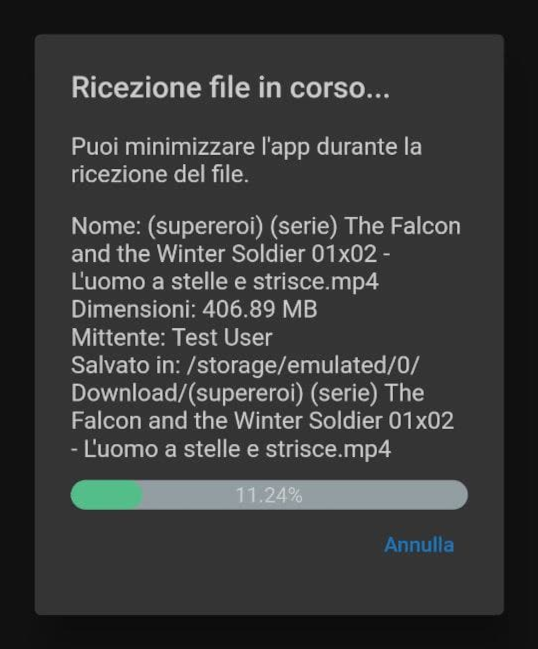 Ricezione file in corso...
Puoi minimizzare l'app durante la
ricezione del file.
Nome: (supereroi) (serie) The Falcon
and the Winter Soldier 01x02 -
L'uomo a stelle e strisce.mp4
Dimensioni: 406.89 MB
Mittente: Test User
Salvato in: /storage/emulated/0/
Download/(supereroi) (serie) The
Falcon and the Winter Soldier 01x02
- L'uomo a stelle e strisce.mp4
11.24%
Annulla